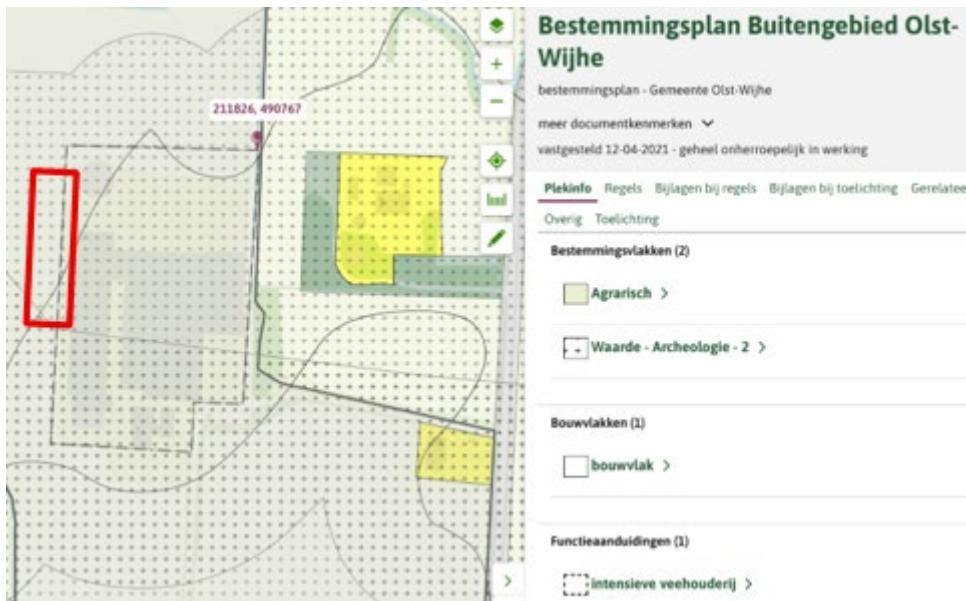 211826, 490767
Bestemmingsplan Buitengebied Olst-
Wijhe
bestemmingsplan - Gemeente Olst-Wijhe
meer documentkenmerken
vastgesteld 12-04-2021 - geheel onherroepelijk in werking
Plekinfo Regels Bijlagen bij regels Bijlagen bij toelichting Gerelatee
Overig Toelichting
Bestemmingsvlakken (2)
Agrarisch >
Waarde - Archeologie - 2 >
Bouwvlakken (1)
bouwvlak >
Functieaanduidingen (1)
intensieve veehouderij >